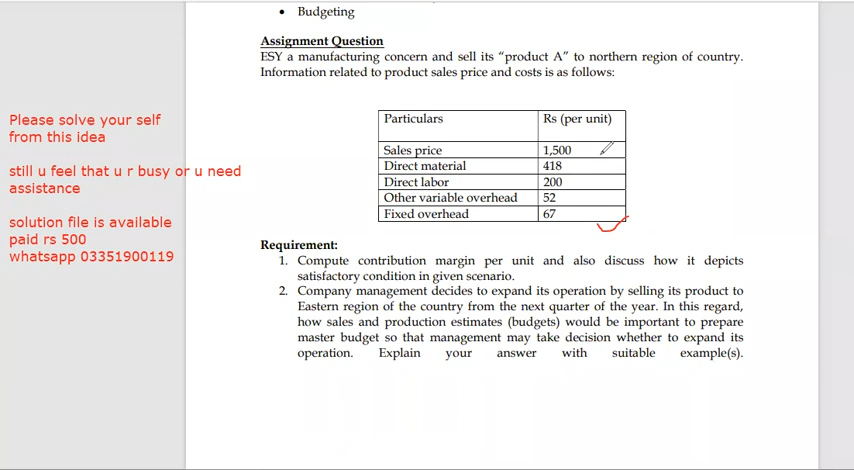 • Budgeting
Assignment Question
ESY a manufacturing concern and sell its “product A” to northern region of country.
Information related to product sales price and costs is as follows:
Please solve your self
from this idea
still u feel that u r busy or u need
assistance
solution file is available
paid rs 500
whatsapp 03351900119
Particulars Rs (per unit)
Sales price 1,500
Direct material 418
Direct labor 200
Other variable overhead 52
Fixed overhead 67
Requirement:
1. Compute contribution margin per unit and also discuss how it depicts
satisfactory condition in given scenario.
2. Company management decides to expand its operation by selling its product to
Eastern region of the country from the next quarter of the year. In this regard,
how sales and production estimates (budgets) would be important to prepare
master budget so that management may take decision whether to expand its
operation. Explain your answer with suitable example(s).